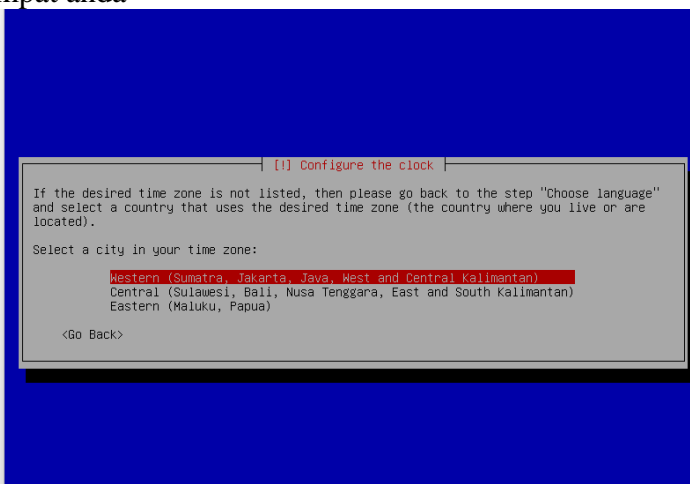 anda
[!] Configure the clock
If the desired time zone is not listed, then please go back to the step "Choose language"
and select a country that uses the desired time zone (the country where you live or are
located).
Select a city in your time zone:
Western (Sumatra, Jakarta, Java, West and Central Kalimantan)
Central (Sulawesi, Bali, Nusa Tenggara, East and South Kalimantan)
Eastern (Maluku, Papua)
<Go Back>